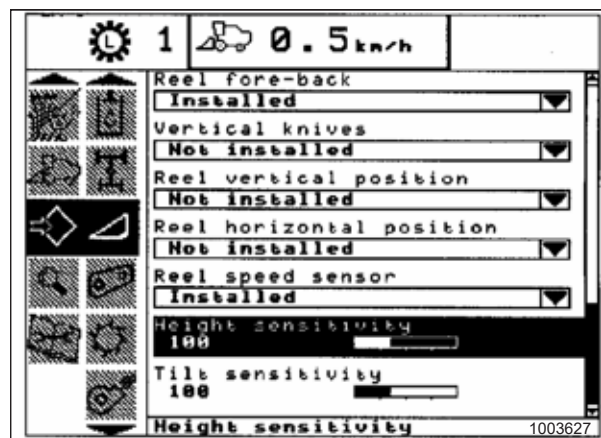 L 1 0.5km/h
Reel fore-back
Installed
Vertical knives
Not installed
Reel vertical position
Not installed
Reel horizontal position
Not installed
Reel speed sensor
Installed
Height sensitivity
100
Tilt sensitivity
100
Height sensitivity
1003627